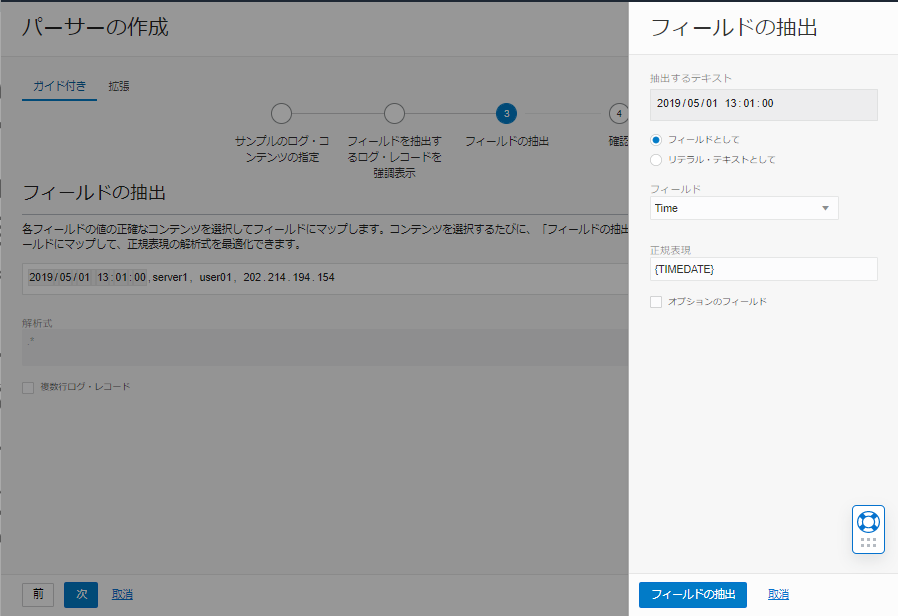 パーサーの作成
ガイド付き 拡張
3
4
サンプルのログ・コ
ンテンツの指定
フィールドを抽出す
るログ・レコードを
強調表示
フィールドの抽出
確認
フィールドの抽出
各フィールドの値の正確なコンテンツを選択してフィールドにマップします。コンテンツを選択するたびに、「フィールドの抽出
ールドにマップして、正規表現の解析式を最適化できます。
2019/05/01 13:01:00,server1, user01, 202.214.194.154
解析式
.*
複数行ログ・レコード
前 次 取消
フィールドの抽出
抽出するテキスト
2019/05/01 13:01:00
フィールドとして
リテラル・テキストとして
フィールド
Time
正規表現
{TIMEDATE}
オプションのフィールド
フィールドの抽出 取消